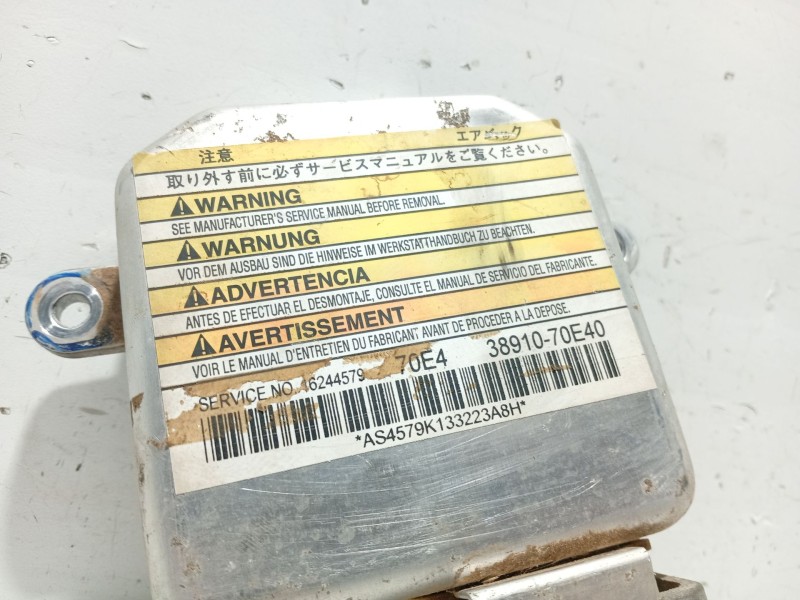 注意 エアバック
取り外す前に必ずサービスマニュアルをご覧ください。
WARNING
SEE MANUFACTURER'S SERVICE MANUAL BEFORE REMOVAL.
WARNUNG
VOR DEM AUSBAU SIND DIE HINWEISE IM WERKSTATTHANDBUCH ZU BEACHTEN.
ADVERTENCIA
ANTES DE EFECTUAR EL DESMONTAJE, CONSULTE EL MANUAL DE SERVICIO DEL FABRICANTE.
AVERTISSEMENT
VOIR LE MANUEL D'ENTRETIEN DU FABRICANT AVANT DE PROCEDER A LA DEPOSE.
SERVICE NO. 16244579 70E4 38910-70E40
*AS4579K133223A8H*